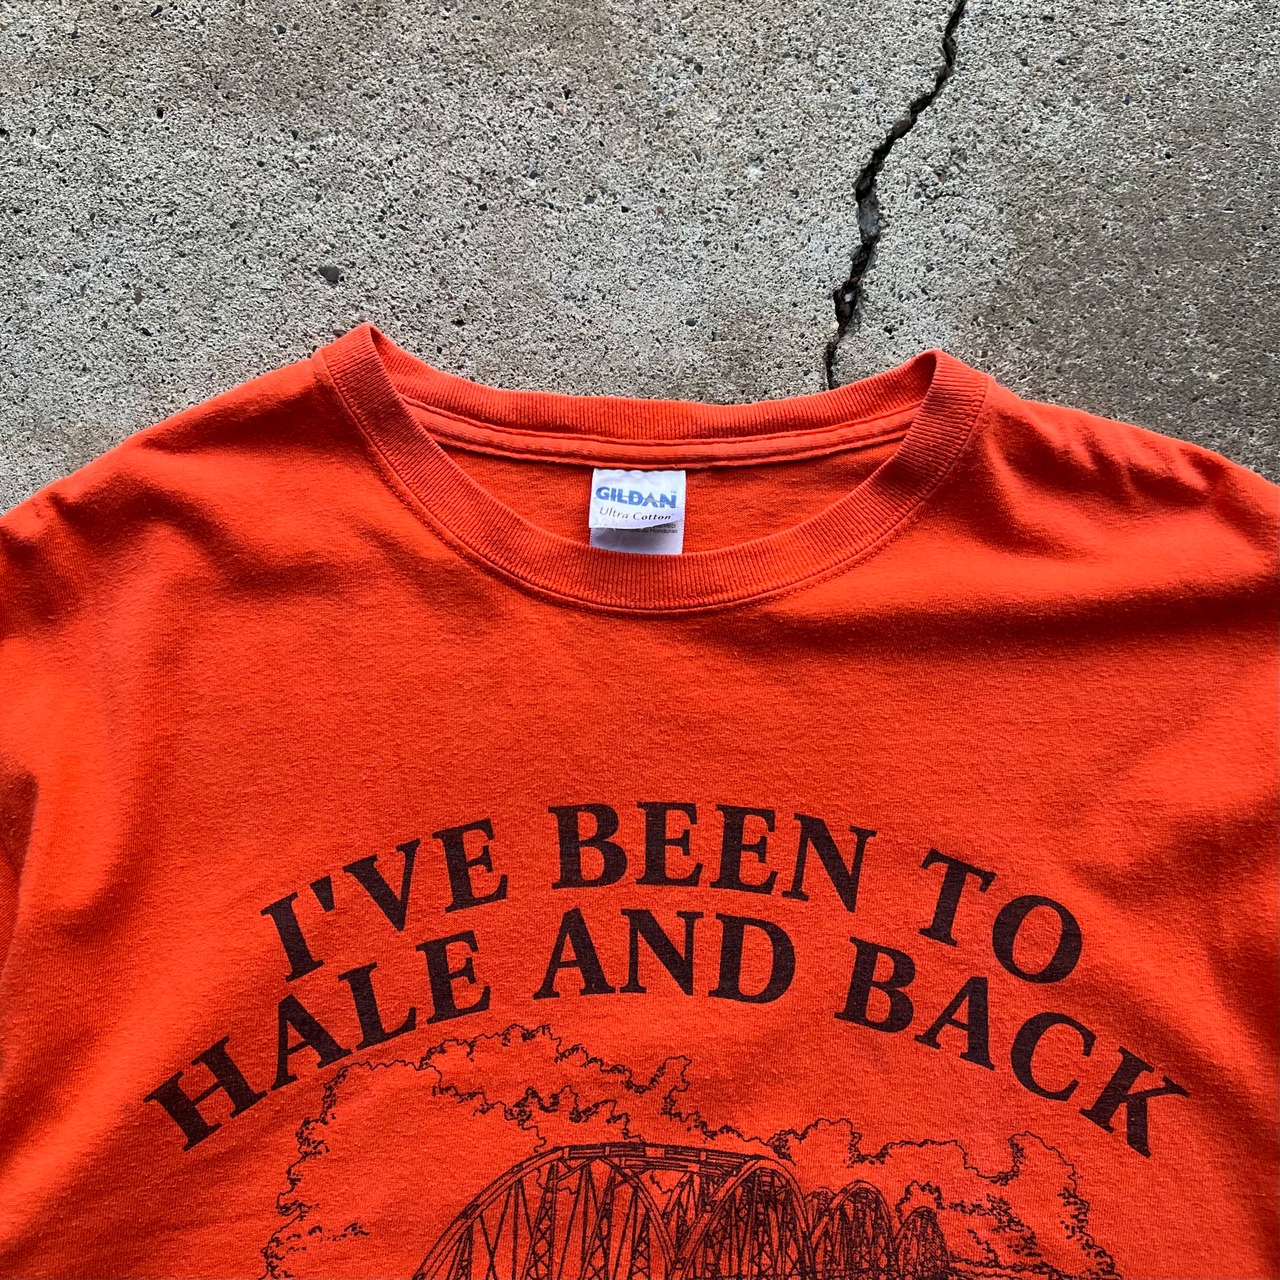 GILDAN
Ultra Cotton
I'VE BEEN TO
HALE AND BACK